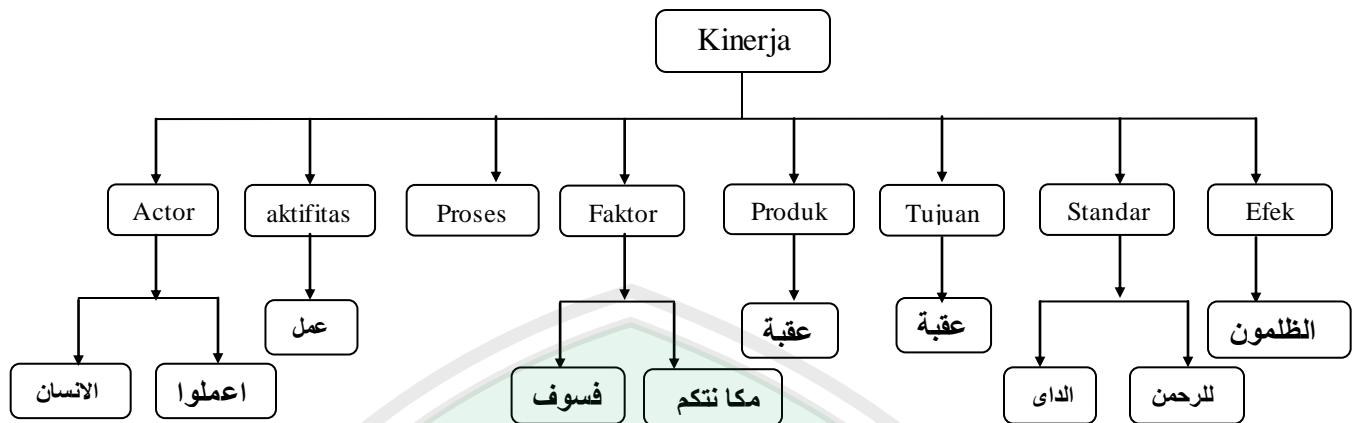 Kinerja
Actor
aktifitas
Proses
Faktor
Produk
Tujuan
Standar
Efek
عمل
عقبة
عقبة
الظلمون
الانسان
اعملوا
فسوف
مكا نتكم
الداى
للرحمن